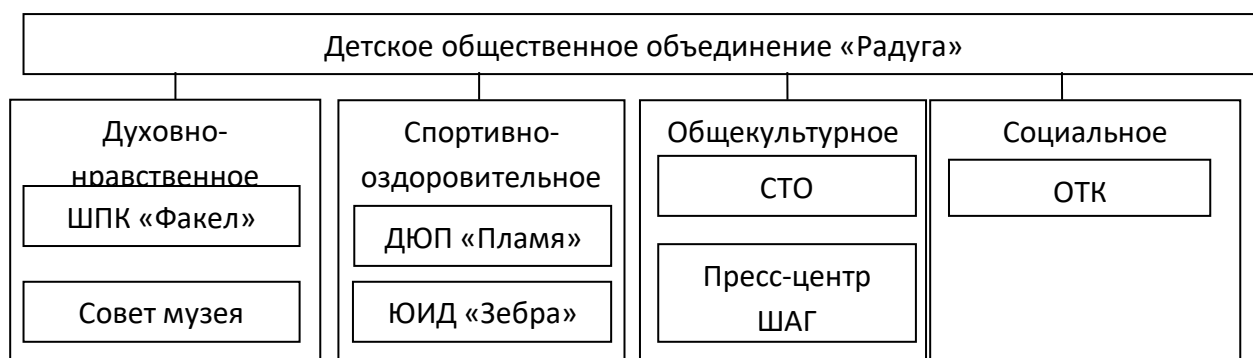 Детское общественное объединение «Радуга»
Духовно-
нравственное
ШПК «Факел»
Совет музея
Спортивно-
оздоровительное
ДЮП «Пламя»
ЮИД «Зебра»
Общекультурное
СТО
Пресс-центр
ШАГ
Социальное
ОТК